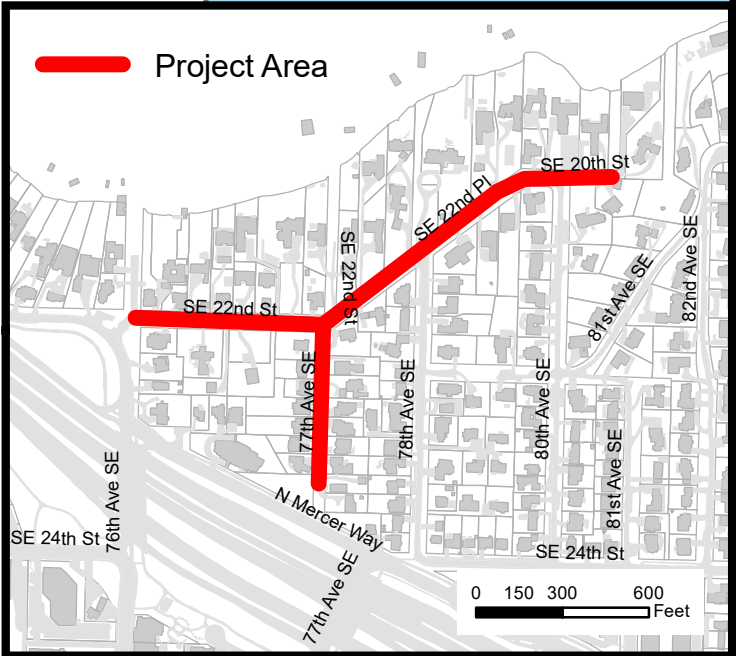 Project Area
SE 20th St
SE 22nd Pl
SE 22nd St
SE 22nd St
82nd Ave SE
81st Ave SE
77th Ave SE
78th Ave SE
80th Ave SE
81st Ave SE
76th Ave SE
N Mercer Way
SE 24th St
SE 24th St
77th Ave SE
0 150 300 600
Feet